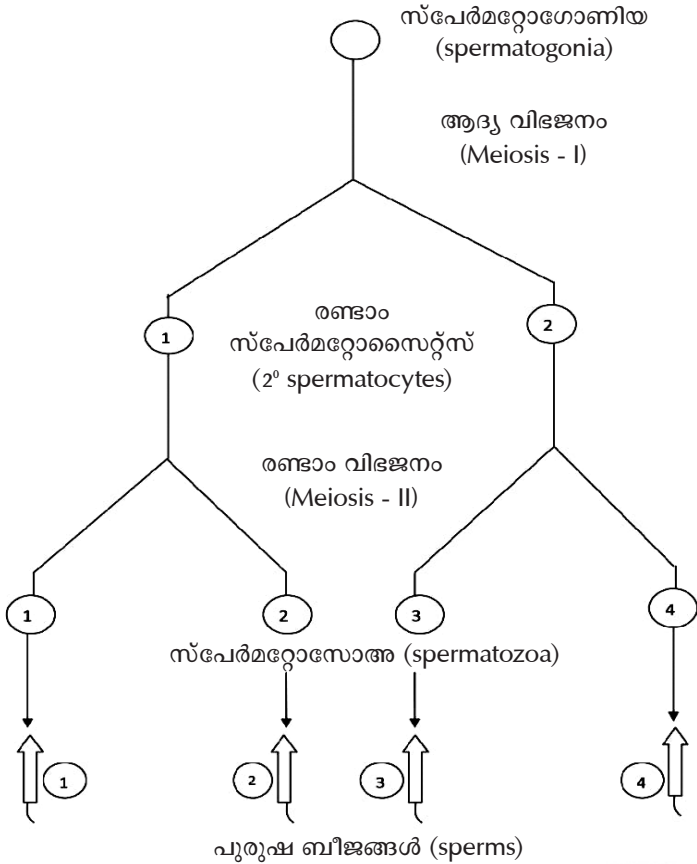 സ്പേർമറ്റോഗോണിയ
(spermatogonia)
ആദ്യ വിഭജനം
(Meiosis - I)
രണ്ടാം
സ്പേർമറ്റോസൈറ്റ്സ്
(2⁰ spermatocytes)
1
2
രണ്ടാം വിഭജനം
(Meiosis - II)
1
2
3
4
സ്പേർമറ്റോസോഅ (spermatozoa)
1
2
3
4
പുരുഷ ബീജങ്ങൾ (sperms)